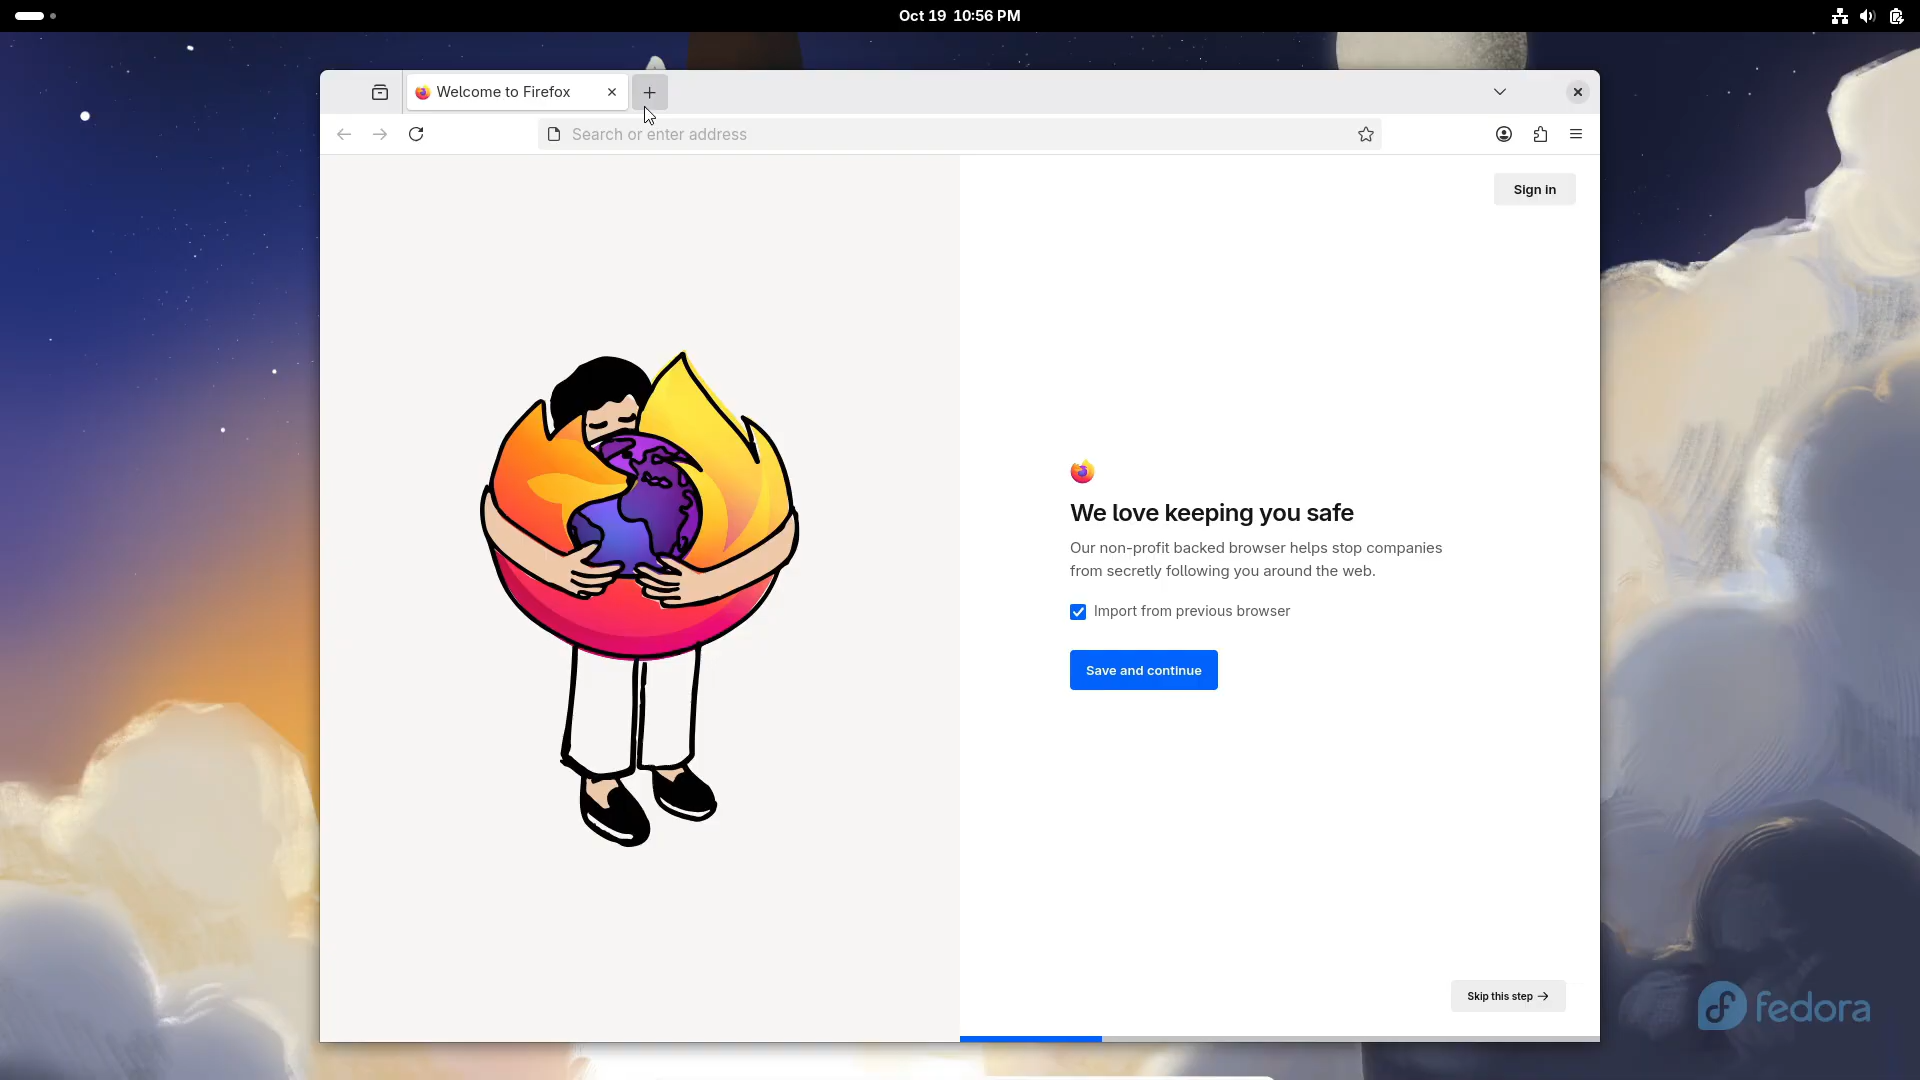 Oct 19 10:56 PM
Welcome to Firefox
Search or enter address
Sign in
We love keeping you safe
Our non-profit backed browser helps stop companies
from secretly following you around the web.
Import from previous browser
Save and continue
Skip this step
fedora